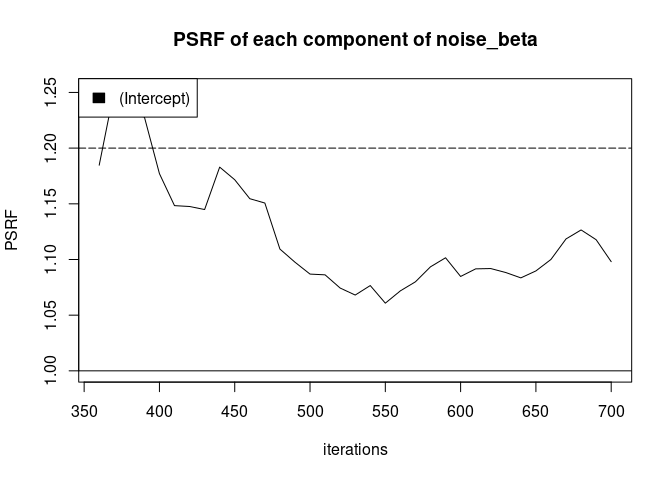 PSRF of each component of noise_beta
(Intercept)
1.25
1.20
1.15
1.10
1.05
1.00
PSRF
350 400 450 500 550 600 650 700
iterations